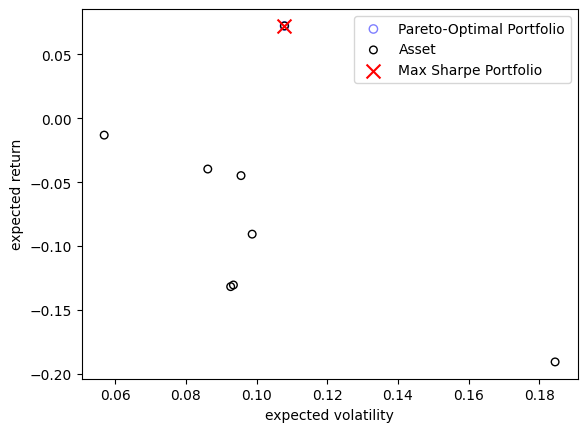 Pareto-Optimal Portfolio
Asset
Max Sharpe Portfolio
expected return
0.05
0.00
−0.05
−0.10
−0.15
−0.20
0.06
0.08
0.10
0.12
0.14
0.16
0.18
expected volatility